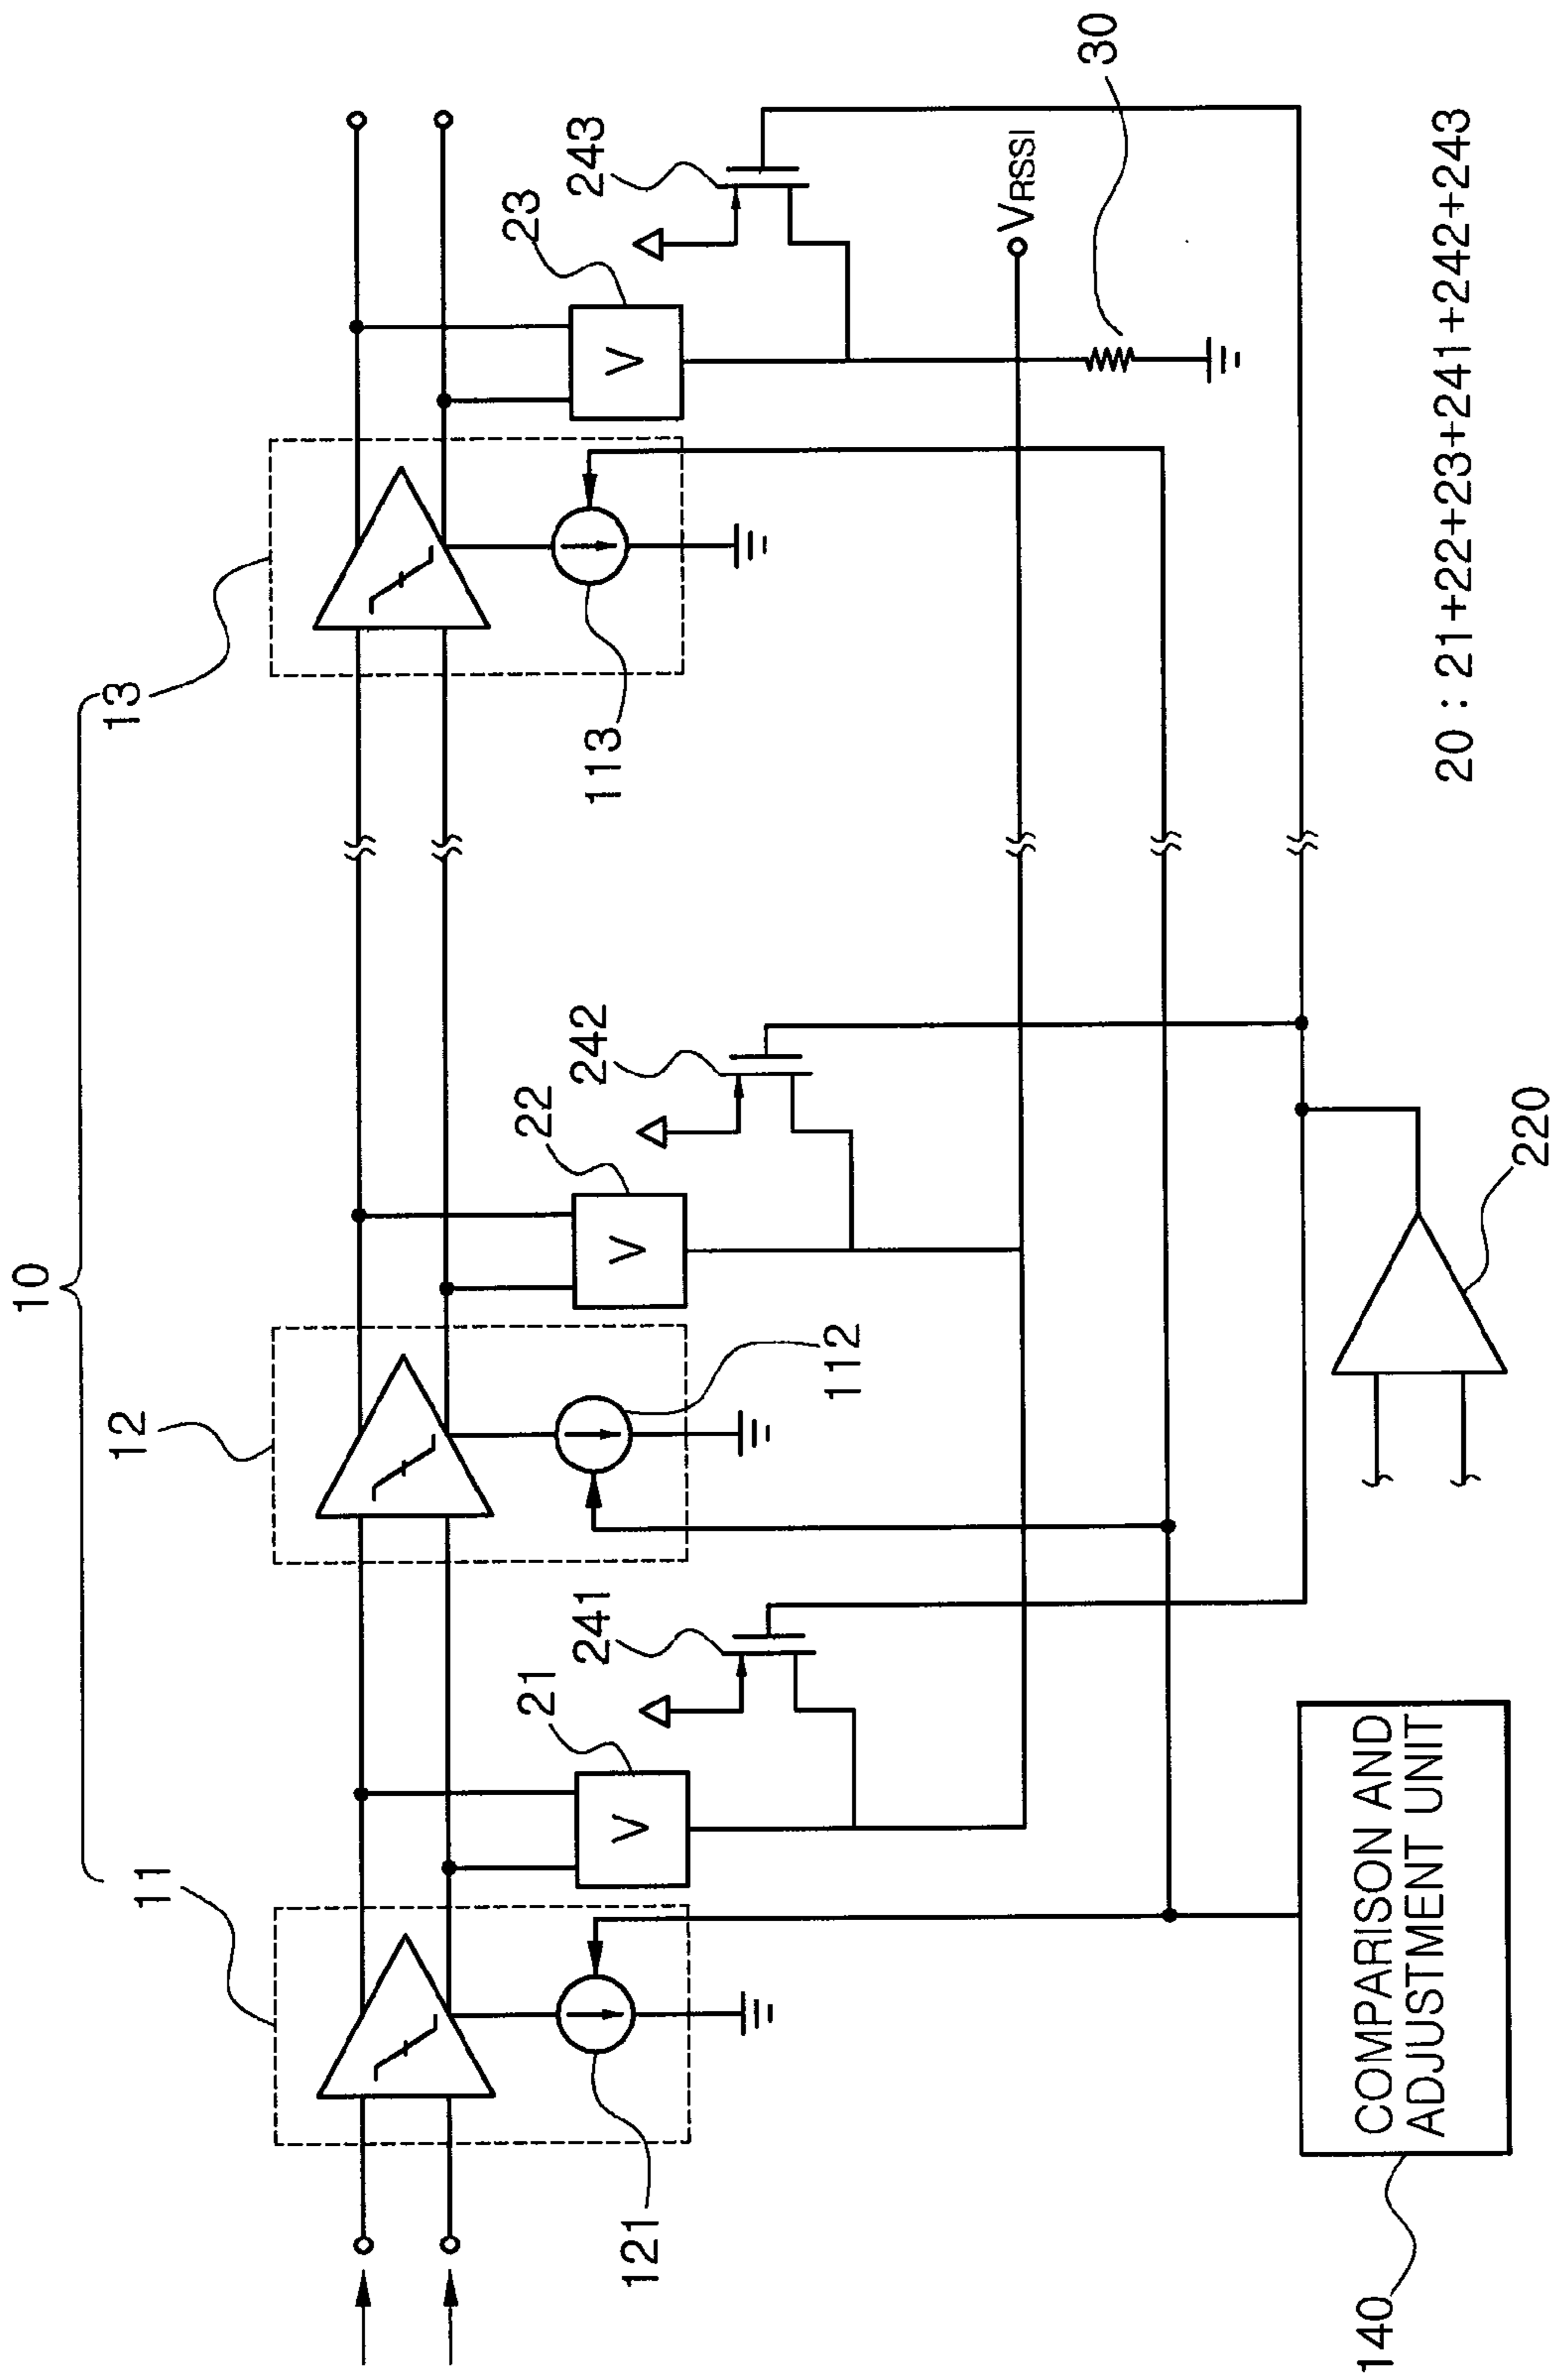 10
11
12
13
121
112
113
21
22
23
V
V
V
241
242
243
VRSSI
30
COMPARISON AND
ADJUSTMENT UNIT
140
220
20 : 21+22+23+241+242+243